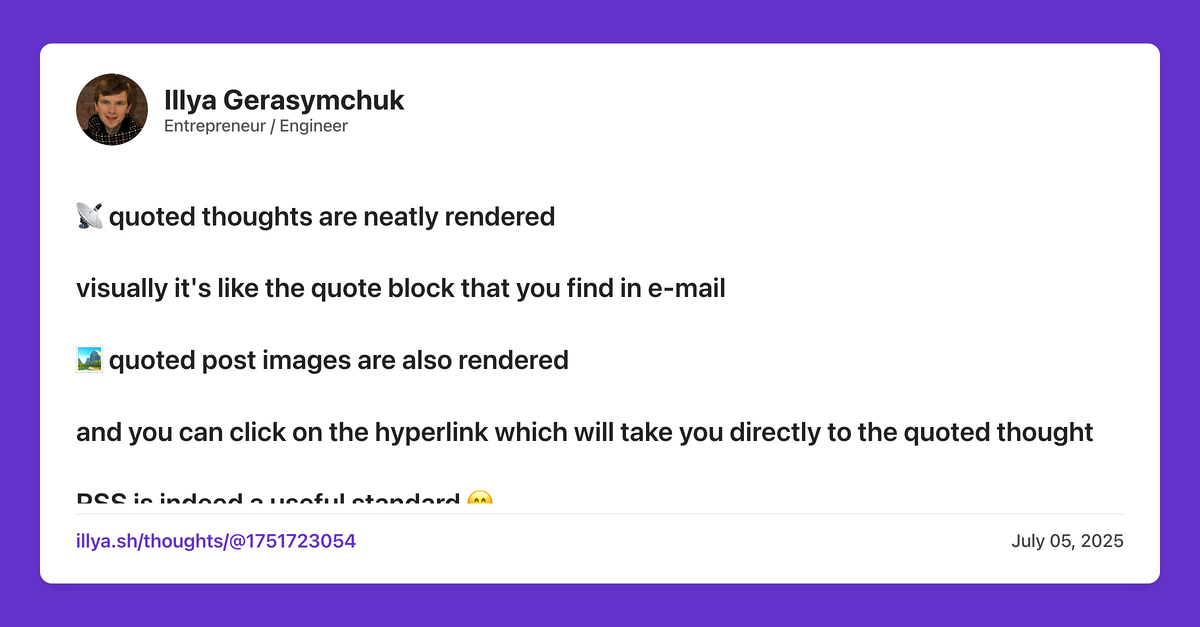 Illya Gerasymchuk
Entrepreneur / Engineer
📡 quoted thoughts are neatly rendered
visually it's like the quote block that you find in e-mail
🏞️ quoted post images are also rendered
and you can click on the hyperlink which will take you directly to the quoted thought
RSS is indeed a useful standard 😁
illya.sh/thoughts/@1751723054
July 05, 2025